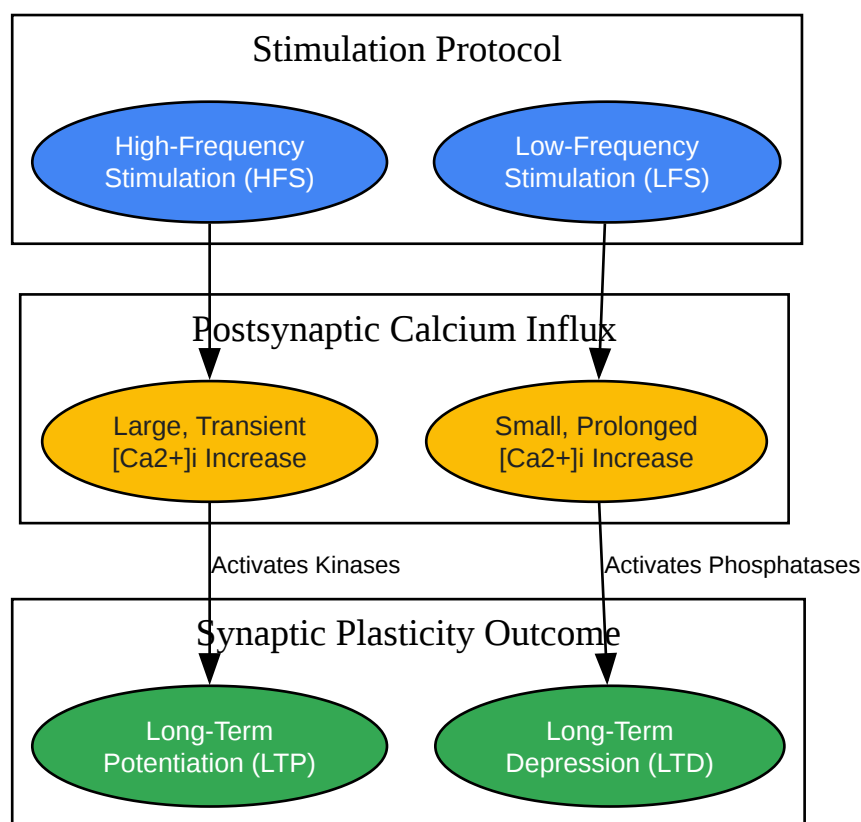 Stimulation Protocol
High-Frequency
Stimulation (HFS)
Low-Frequency
Stimulation (LFS)
Postsynaptic Calcium Influx
Large, Transient
[Ca2+]i Increase
Small, Prolonged
[Ca2+]i Increase
Activates Kinases
Activates Phosphatases
Synaptic Plasticity Outcome
Long-Term
Potentiation (LTP)
Long-Term
Depression (LTD)